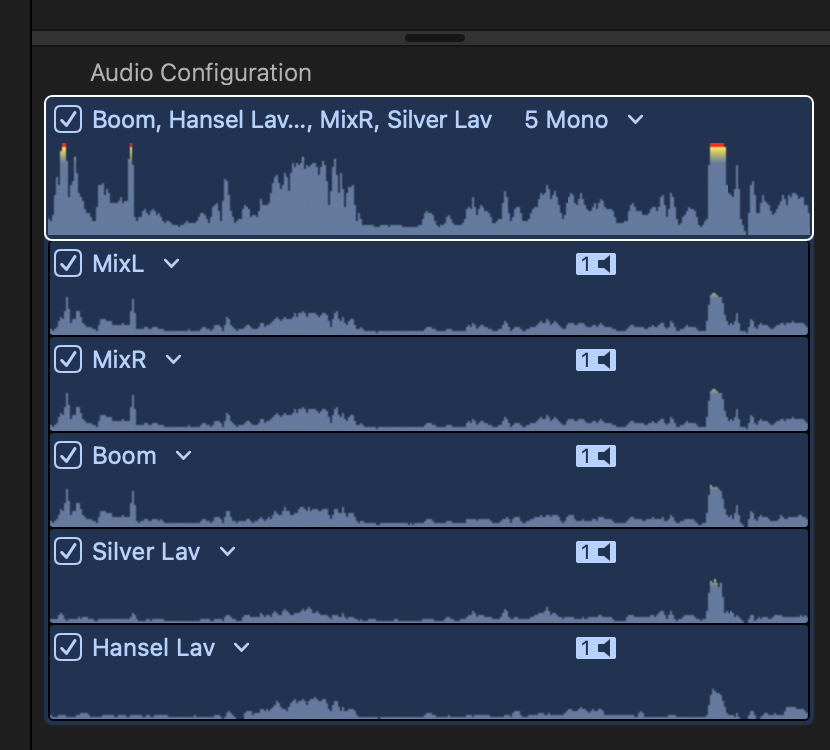 Audio Configuration
Boom, Hansel Lav..., MixR, Silver Lav 5 Mono
MixL 1
MixR 1
Boom 1
Silver Lav 1
Hansel Lav 1